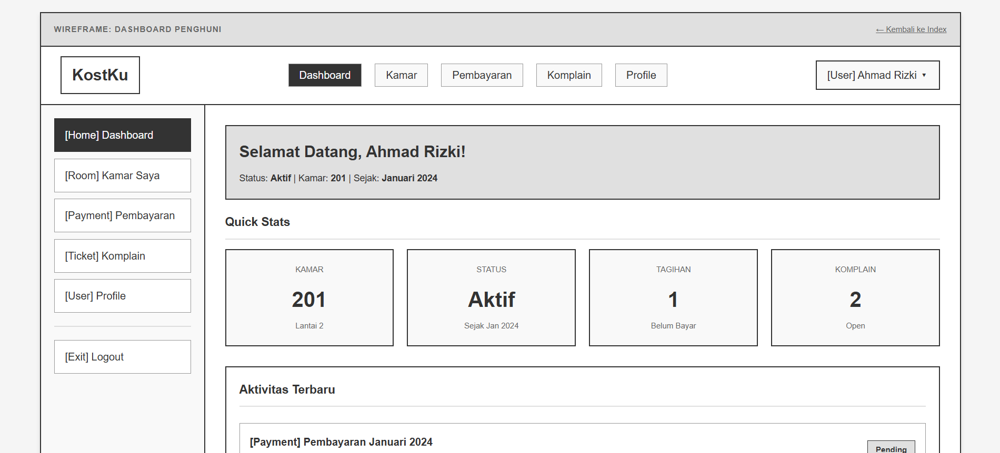 WIREFRAME: DASHBOARD PENGHUNI
← Kembali ke Index
KostKu
Dashboard
Kamar
Pembayaran
Komplain
Profile
[User] Ahmad Rizki ▼
[Home] Dashboard
[Room] Kamar Saya
[Payment] Pembayaran
[Ticket] Komplain
[User] Profile
[Exit] Logout
Selamat Datang, Ahmad Rizki!
Status: Aktif | Kamar: 201 | Sejak: Januari 2024
Quick Stats
KAMAR
201
Lantai 2
STATUS
Aktif
Sejak Jan 2024
TAGIHAN
1
Belum Bayar
KOMPLAIN
2
Open
Aktivitas Terbaru
[Payment] Pembayaran Januari 2024
Pending